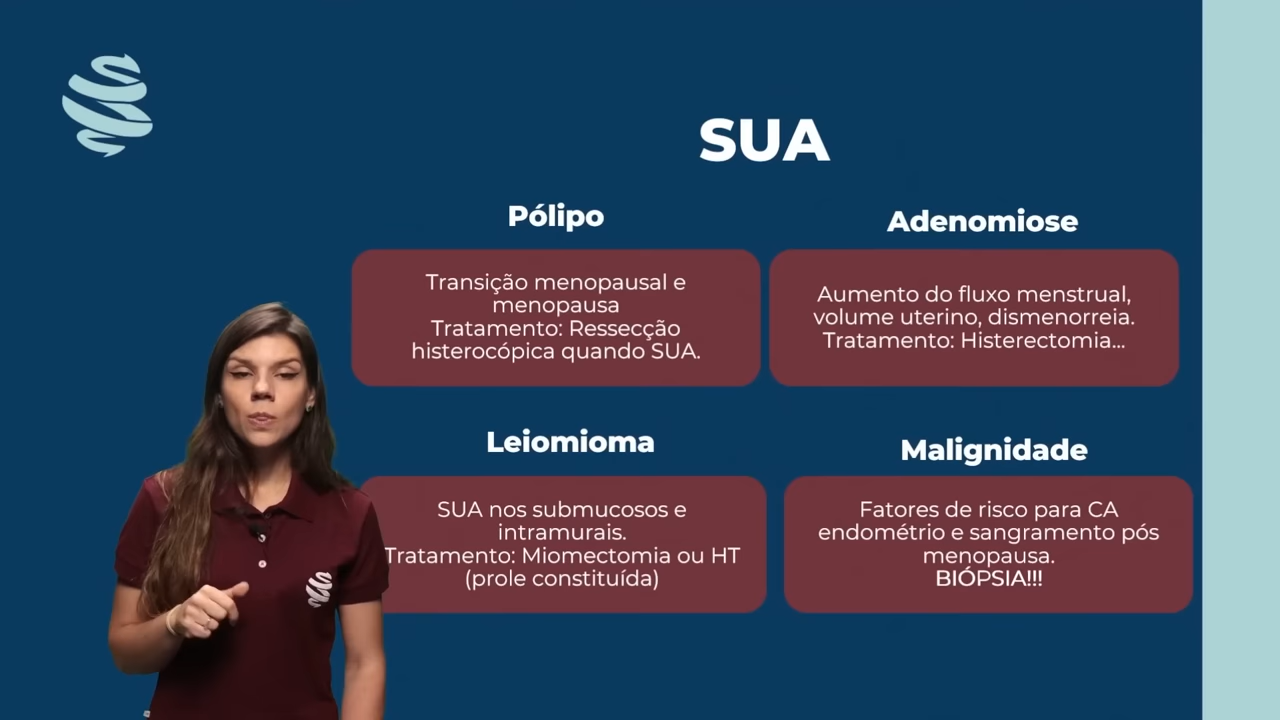 SUA
Pólipo
Transição menopausal e
menopausa
Tratamento: Ressecção
histerocópica quando SUA.
Adenomiose
Aumento do fluxo menstrual,
volume uterino, dismenorreia.
Tratamento: Histerectomia...
Leiomioma
SUA nos submucosos e
intramurais.
Tratamento: Miomectomia ou HT
(prole constituída)
Malignidade
Fatores de risco para CA
endométrio e sangramento pós
menopausa.
BIÓPSIA!!!